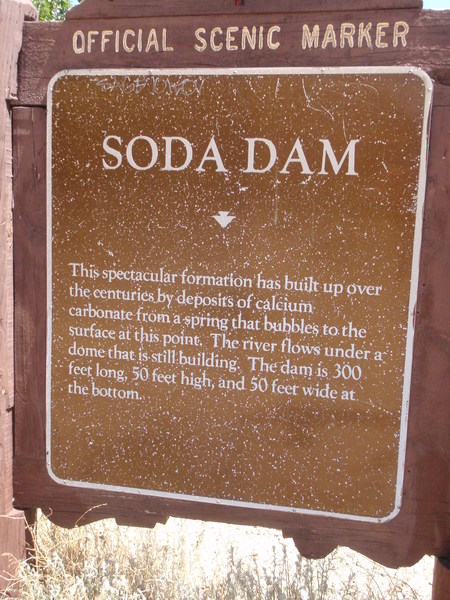 OFFICIAL SCENIC MARKER
SODA DAM
This spectacular formation has built up over
the centuries by deposits of calcium
carbonate from a spring that bubbles to the
surface at this point. The river flows under a
dome that is still building. The dam is 300
feet long, 50 feet high, and 50 feet wide at
the bottom.